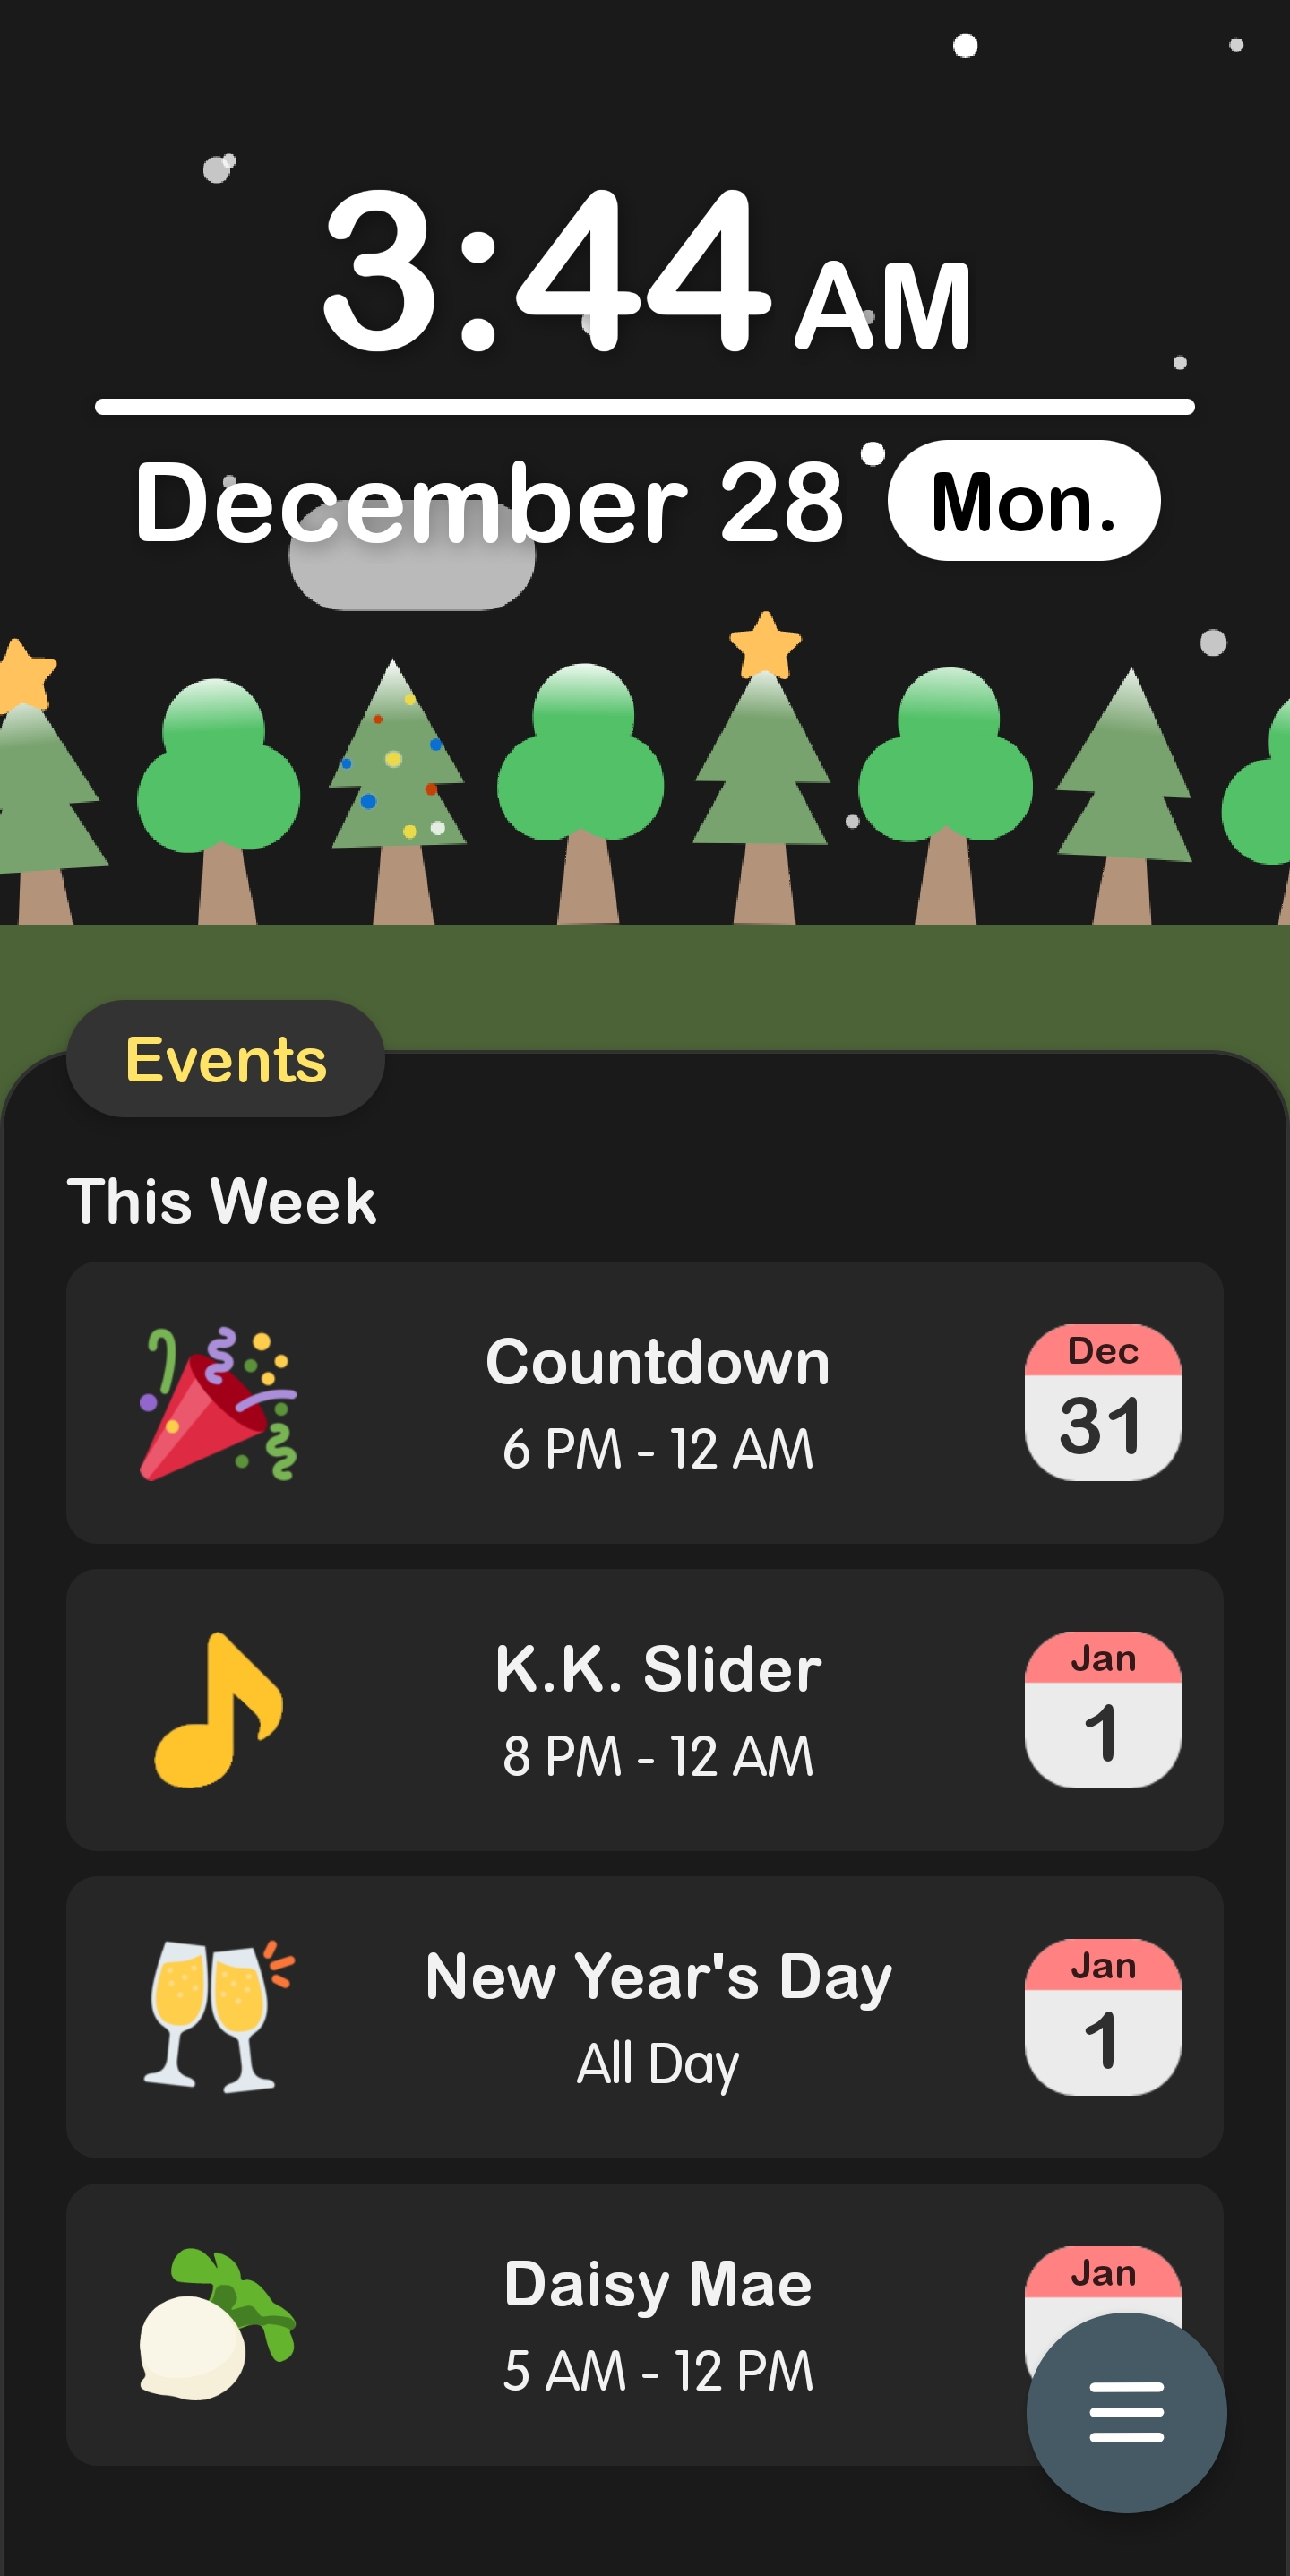 3:44 AM
December 28 Mon.
Events
This Week
Countdown
6 PM - 12 AM
Dec
31
K.K. Slider
8 PM - 12 AM
Jan
1
New Year's Day
All Day
Jan
1
Daisy Mae
5 AM - 12 PM
Jan